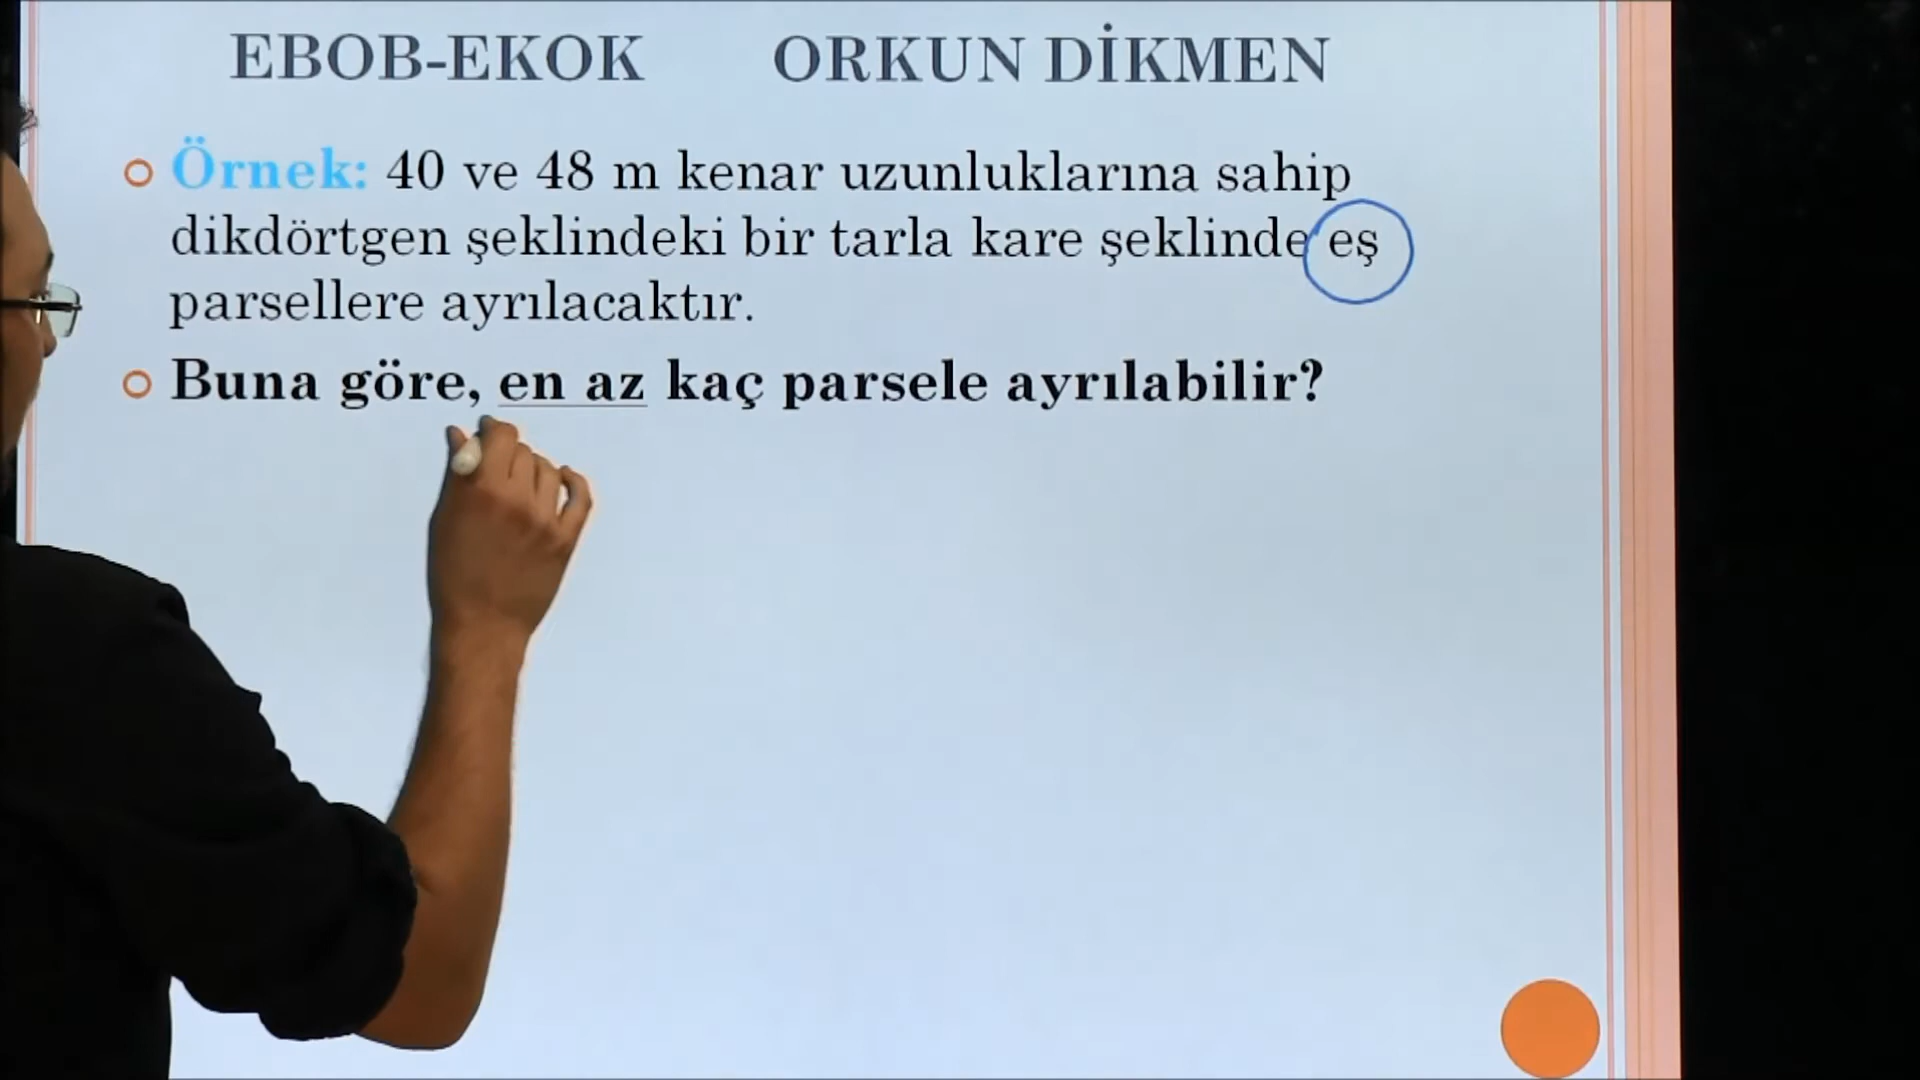 EBOB-EKOK ORKUN DİKMEN
Örnek: 40 ve 48 m kenar uzunluklarına sahip
dikdörtgen şeklindeki bir tarla kare şeklinde eş
parsellere ayrılacaktır.
Buna göre, en az kaç parsele ayrılabilir?